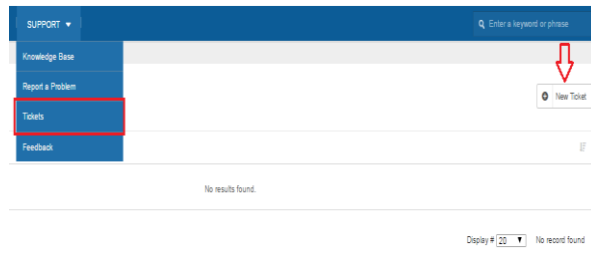 SUPPORT ▼
Enter a keyword or phrase
Knowledge Base
Report a Problem
New Ticket
Tickets
Feedback
No results found.
Display # 20 ▼ No record found